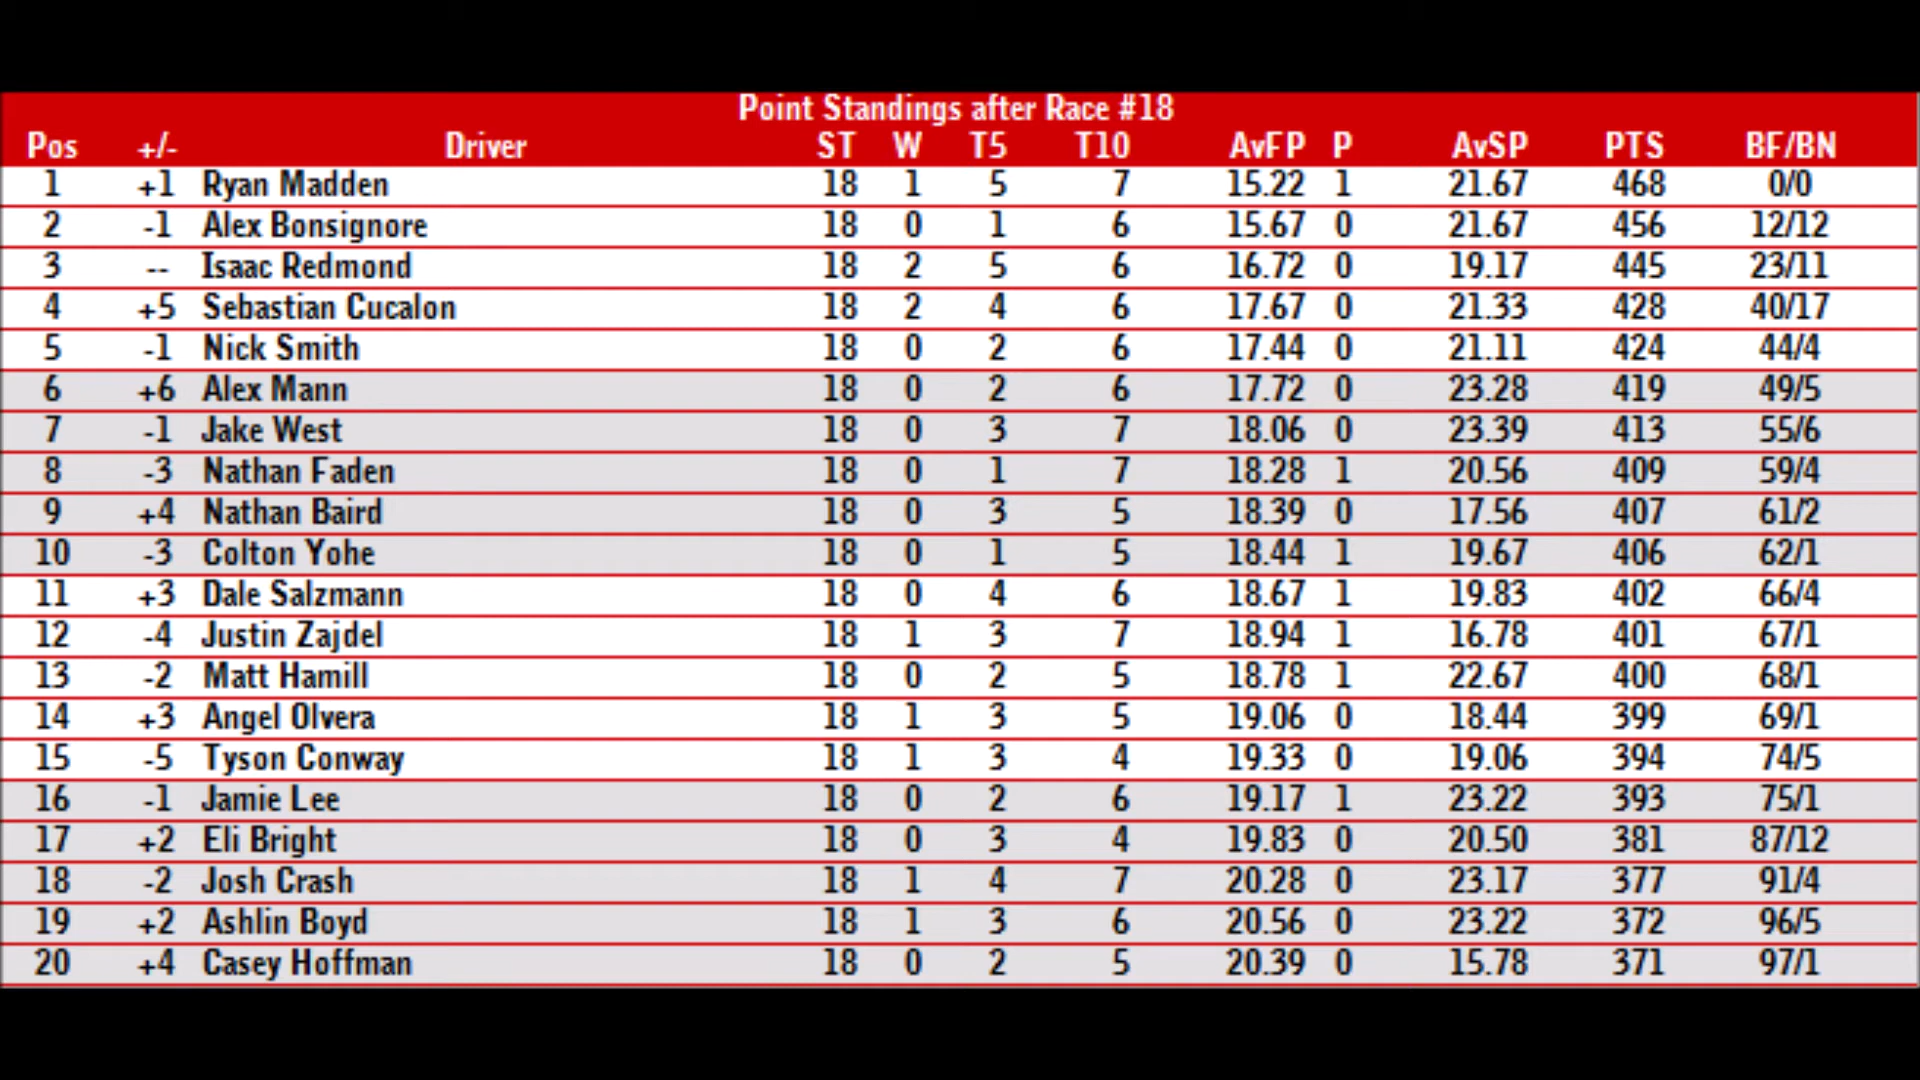 Point Standings after Race #18
Pos +/- Driver ST W T5 T10 AvFP P AvSP PTS BF/BN
1 +1 Ryan Madden 18 1 5 7 15.22 1 21.67 468 0/0
2 -1 Alex Bonsignore 18 0 1 6 15.67 0 21.67 456 12/12
3 -- Isaac Redmond 18 2 5 6 16.72 0 19.17 445 23/11
4 +5 Sebastian Cucalon 18 2 4 6 17.67 0 21.33 428 40/17
5 -1 Nick Smith 18 0 2 6 17.44 0 21.11 424 44/4
6 +6 Alex Mann 18 0 2 6 17.72 0 23.28 419 49/5
7 -1 Jake West 18 0 3 7 18.06 0 23.39 413 55/6
8 -3 Nathan Faden 18 0 1 7 18.28 1 20.56 409 59/4
9 +4 Nathan Baird 18 0 3 5 18.39 0 17.56 407 61/2
10 -3 Colton Yohe 18 0 1 5 18.44 1 19.67 406 62/1
11 +3 Dale Salzmann 18 0 4 6 18.67 1 19.83 402 66/4
12 -4 Justin Zajdel 18 1 3 7 18.94 1 16.78 401 67/1
13 -2 Matt Hamill 18 0 2 5 18.78 1 22.67 400 68/1
14 +3 Angel Olvera 18 1 3 5 19.06 0 18.44 399 69/1
15 -5 Tyson Conway 18 1 3 4 19.33 0 19.06 394 74/5
16 -1 Jamie Lee 18 0 2 6 19.17 1 23.22 393 75/1
17 +2 Eli Bright 18 0 3 4 19.83 0 20.50 381 87/12
18 -2 Josh Crash 18 1 4 7 20.28 0 23.17 377 91/4
19 +2 Ashlin Boyd 18 1 3 6 20.56 0 23.22 372 96/5
20 +4 Casey Hoffman 18 0 2 5 20.39 0 15.78 371 97/1